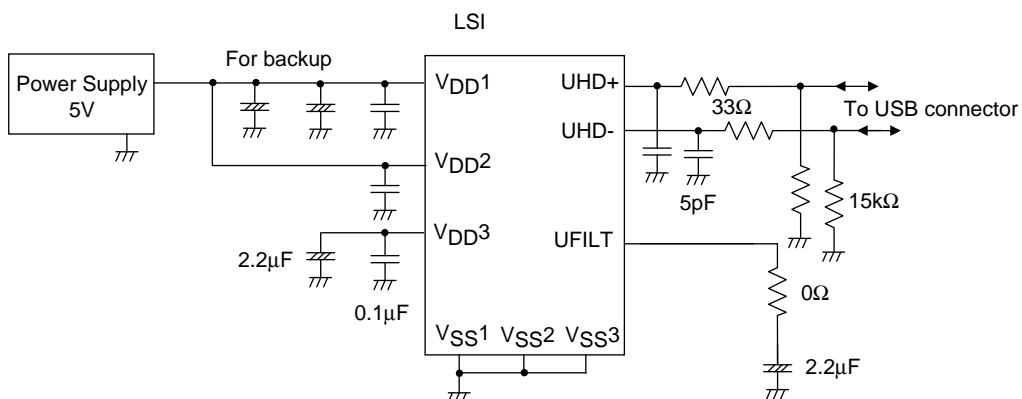 LSI
For backup
Power Supply
5V
VDD1
UHD+
33Ω
To USB connector
UHD-
VDD2
5pF
15kΩ
VDD3
UFILT
2.2μF
0.1μF
0Ω
VSS1
VSS2
VSS3
2.2μF